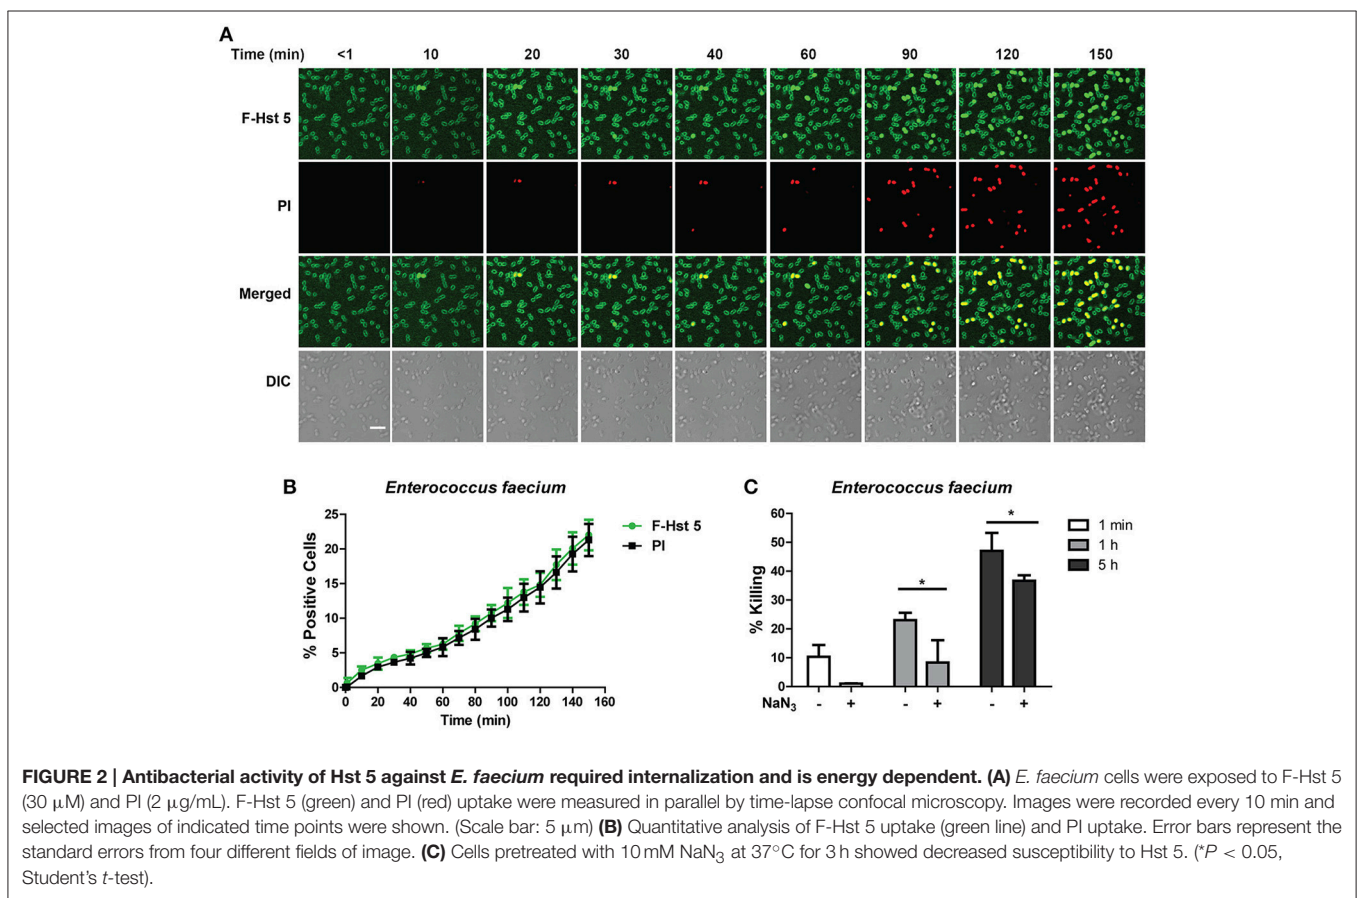 A
Time (min) <1 10 20 30 40 60 90 120 150
F-Hst 5
PI
Merged
DIC
B Enterococcus faecium
25
20
15
10
5
0
% Positive Cells
0 20 40 60 80 100 120 140 160
Time (min)
F-Hst 5
PI
C Enterococcus faecium
60
50
40
30
20
10
0
% Killing
* *
1 min
1 h
5 h
NaN3 - + - + - +
FIGURE 2 | Antibacterial activity of Hst 5 against E. faecium required internalization and is energy dependent. (A) E. faecium cells were exposed to F-Hst 5
(30 μM) and PI (2 μg/mL). F-Hst 5 (green) and PI (red) uptake were measured in parallel by time-lapse confocal microscopy. Images were recorded every 10 min and
selected images of indicated time points were shown. (Scale bar: 5 μm) (B) Quantitative analysis of F-Hst 5 uptake (green line) and PI uptake. Error bars represent the
standard errors from four different fields of image. (C) Cells pretreated with 10 mM NaN3 at 37°C for 3 h showed decreased susceptibility to Hst 5. (*P < 0.05,
Student's t-test).